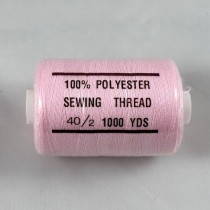 100% POLYESTER
SEWING THREAD
40/2 1000 YDS